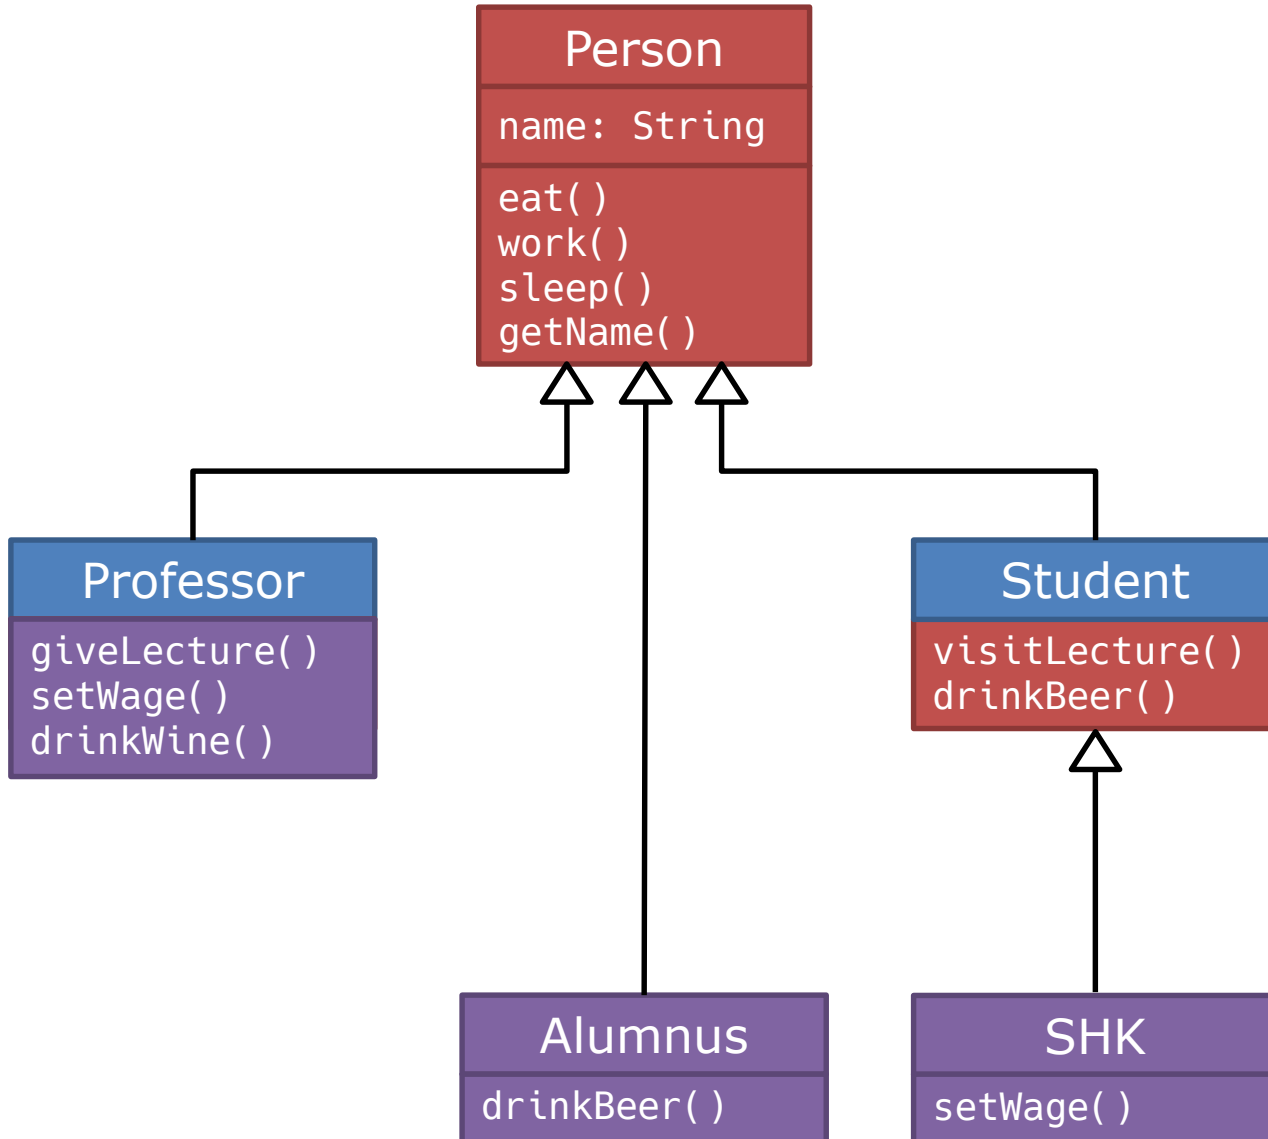 Person
name: String
eat()
work()
sleep()
getName()
Professor
giveLecture()
setWage()
drinkWine()
Student
visitLecture()
drinkBeer()
Alumnus
drinkBeer()
SHK
setWage()